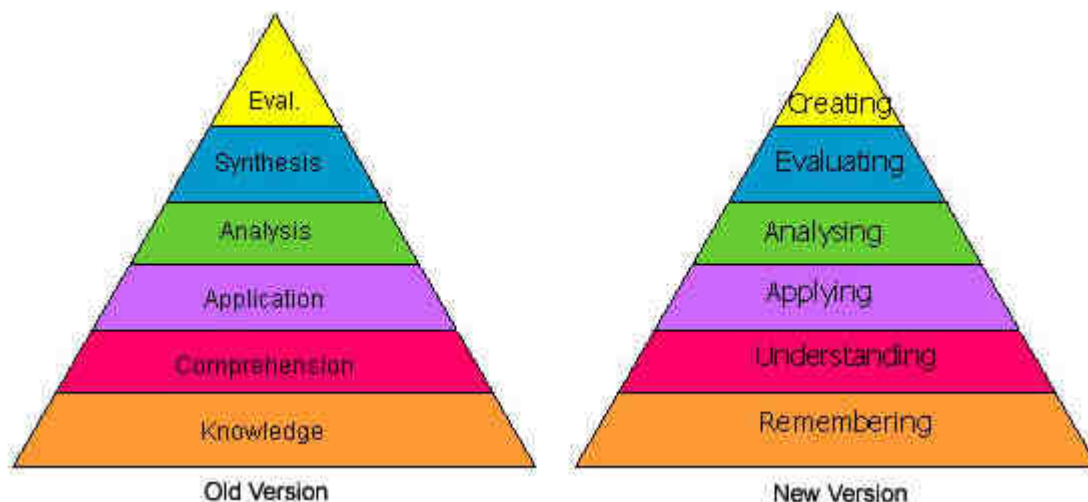 Eval.
Synthesis
Analysis
Application
Comprehension
Knowledge
Old Version
Creating
Evaluating
Analysing
Applying
Understanding
Remembering
New Version